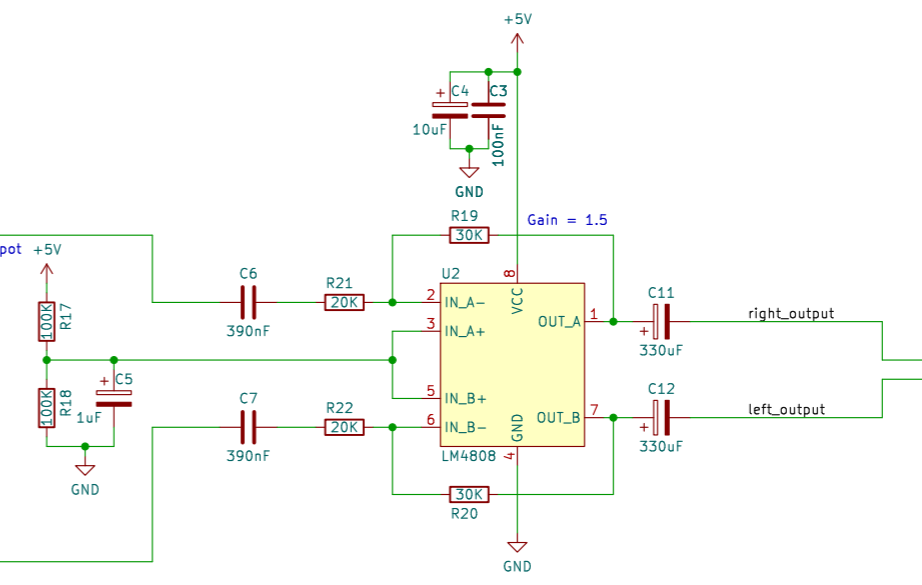 +5V
+
C4
C3
10uF
100nF
GND
R19
30K
Gain = 1.5
pot
+5V
C6
R21
U2
8
390nF
20K
2
IN_A-
VCC
3
IN_A+
OUT_A
1
C11
+
330uF
right_output
100K
R17
+
C5
1uF
100K
R18
GND
C7
R22
390nF
20K
5
IN_B+
6
IN_B-
OUT_B
7
GND
4
LM4808
C12
+
330uF
left_output
30K
R20
GND